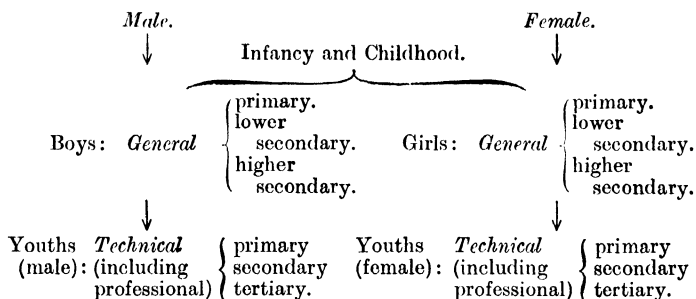 Male. Female.
Infancy and Childhood.
primary. primary.
lower lower
Boys: General secondary. Girls: General secondary.
higher higher
secondary. secondary.
Youths Technical primary Youths Technical primary
(male): (including secondary (female): (including secondary
professional) tertiary. professional) tertiary.